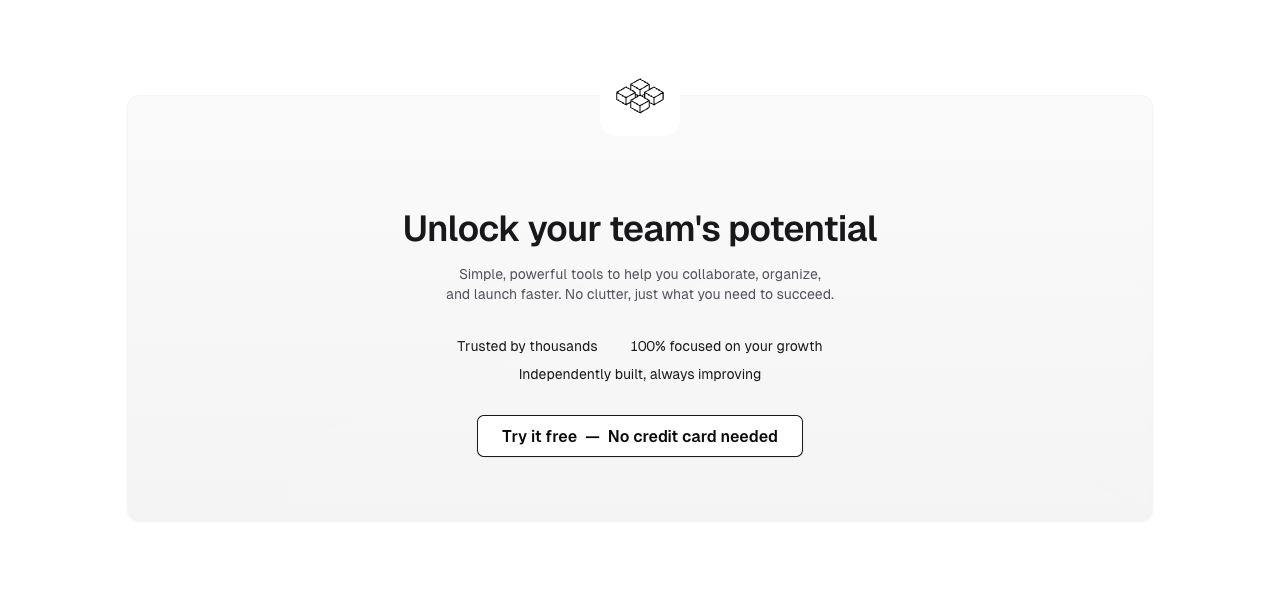 Unlock your team's potential
Simple, powerful tools to help you collaborate, organize,
and launch faster. No clutter, just what you need to succeed.
Trusted by thousands 100% focused on your growth
Independently built, always improving
Try it free — No credit card needed